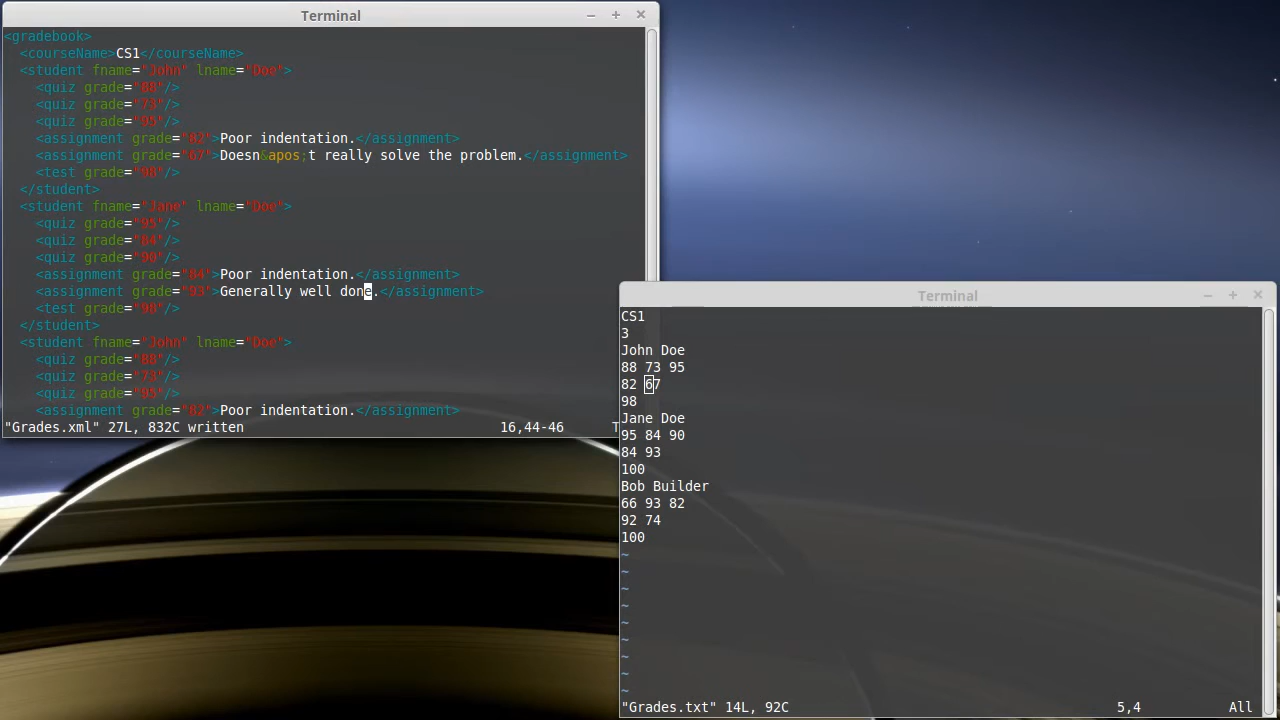 Terminal
<gradebook>
<courseName>CS1</courseName>
<student fname="John" lname="Doe">
<quiz grade="88"/>
<quiz grade="73"/>
<quiz grade="95"/>
<assignment grade="82">Poor indentation.</assignment>
<assignment grade="67">Doesn&apos;t really solve the problem.</assignment>
<test grade="98"/>
</student>
<student fname="Jane" lname="Doe">
<quiz grade="95"/>
<quiz grade="84"/>
<quiz grade="90"/>
<assignment grade="84">Poor indentation.</assignment>
<assignment grade="93">Generally well done.</assignment>
<test grade="98"/>
</student>
<student fname="John" lname="Doe">
<quiz grade="88"/>
<quiz grade="73"/>
<quiz grade="95"/>
<assignment grade="82">Poor indentation.</assignment>
"Grades.xml" 27L, 832C written 16,44-46 T
Terminal
CS1
3
John Doe
88 73 95
82 67
98
Jane Doe
95 84 90
84 93
100
Bob Builder
66 93 82
92 74
100
~
~
~
~
~
~
~
~
~
"Grades.txt" 14L, 92C 5,4 All